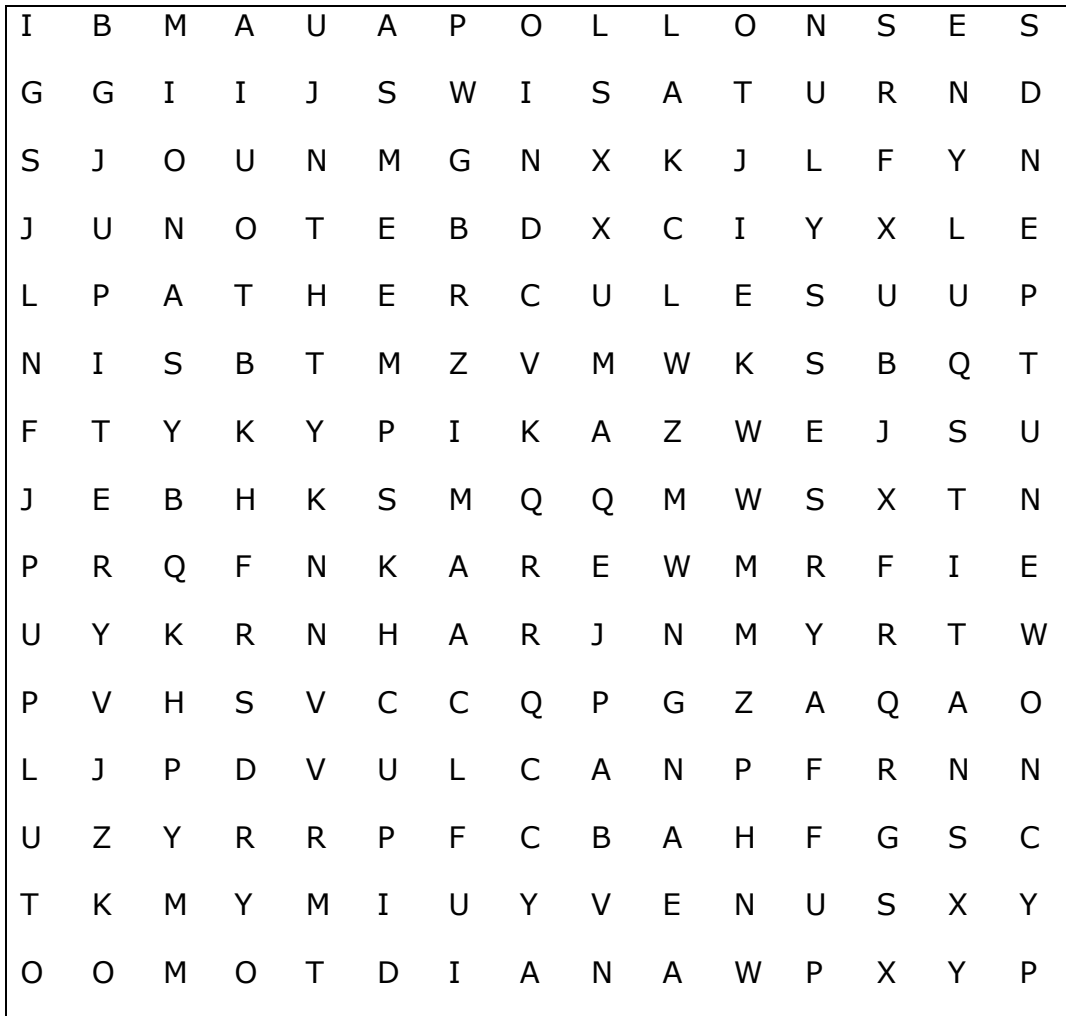 I B M A U A P O L L O N S E S
G G I I J S W I S A T U R N D
S J O U N M G N X K J L F Y N
J U N O T E B D X C I Y X L E
L P A T H E R C U L E S U U P
N I S B T M Z V M W K S B Q T
F T Y K Y P I K A Z W E J S U
J E B H K S M Q Q M W S X T N
P R Q F N K A R E W M R F I E
U Y K R N H A R J N M Y R T W
P V H S V C C Q P G Z A Q A O
L J P D V U L C A N P F R N N
U Z Y R R P F C B A H F G S C
T K M Y M I U Y V E N U S X Y
O O M O T D I A N A W P X Y P